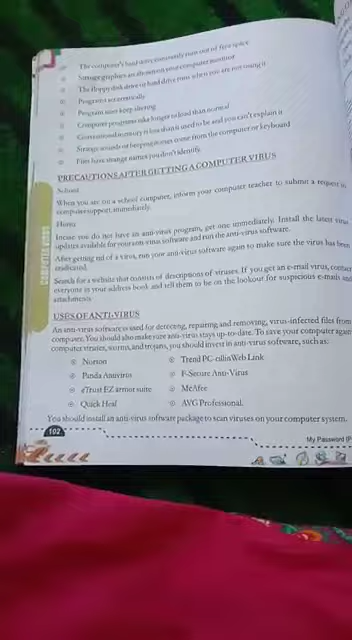 The computer's hard drive constantly runs out of free space
Strange graphics are shown on your computer monitor
The floppy disk drive or hard drive runs when you are not using it
Programs
Program sizes keep altering
Computer programs take longer to load than normal
Conventional memory is less than it used to be and you can't explain it
Strange sounds or beeping noises come from the computer or keyboard
Files have strange names you don't identify.
PRECAUTIONS AFTER GETTING A COMPUTER VIRUS
School
When you are on a school computer, inform your computer teacher to submit a request to
computer support, immediately.
Home
Incase you do not have an anti-virus program, get one immediately. Install the latest virus
updates available for your anti-virus software and run the anti-virus software.
After getting rid of a virus, run your anti-virus software again to make sure the virus has been
eradicated.
Search for a website that consists of descriptions of viruses. If you get an e-mail virus, contact
everyone in your address book and tell them to be on the lookout for suspicious e-mails and
attachments.
USES OF ANTI-VIRUS
An anti-virus software is used for detecting, repairing and removing, virus-infected files from
computer. You should also make sure anti-virus stays up-to-date. To save your computer again
computer viruses, worms, and trojans, you should invest in anti-virus software, such as:
Norton
Trend PC-cillin Web Link
Panda Antivirus
F-Secure Anti-Virus
eTrust EZ armor suite
McAfee
Quick Heal
AVG Professional.
You should install an anti-virus software package to scan viruses on your computer system.
102
My Password (P
COMPUTER VIRUS